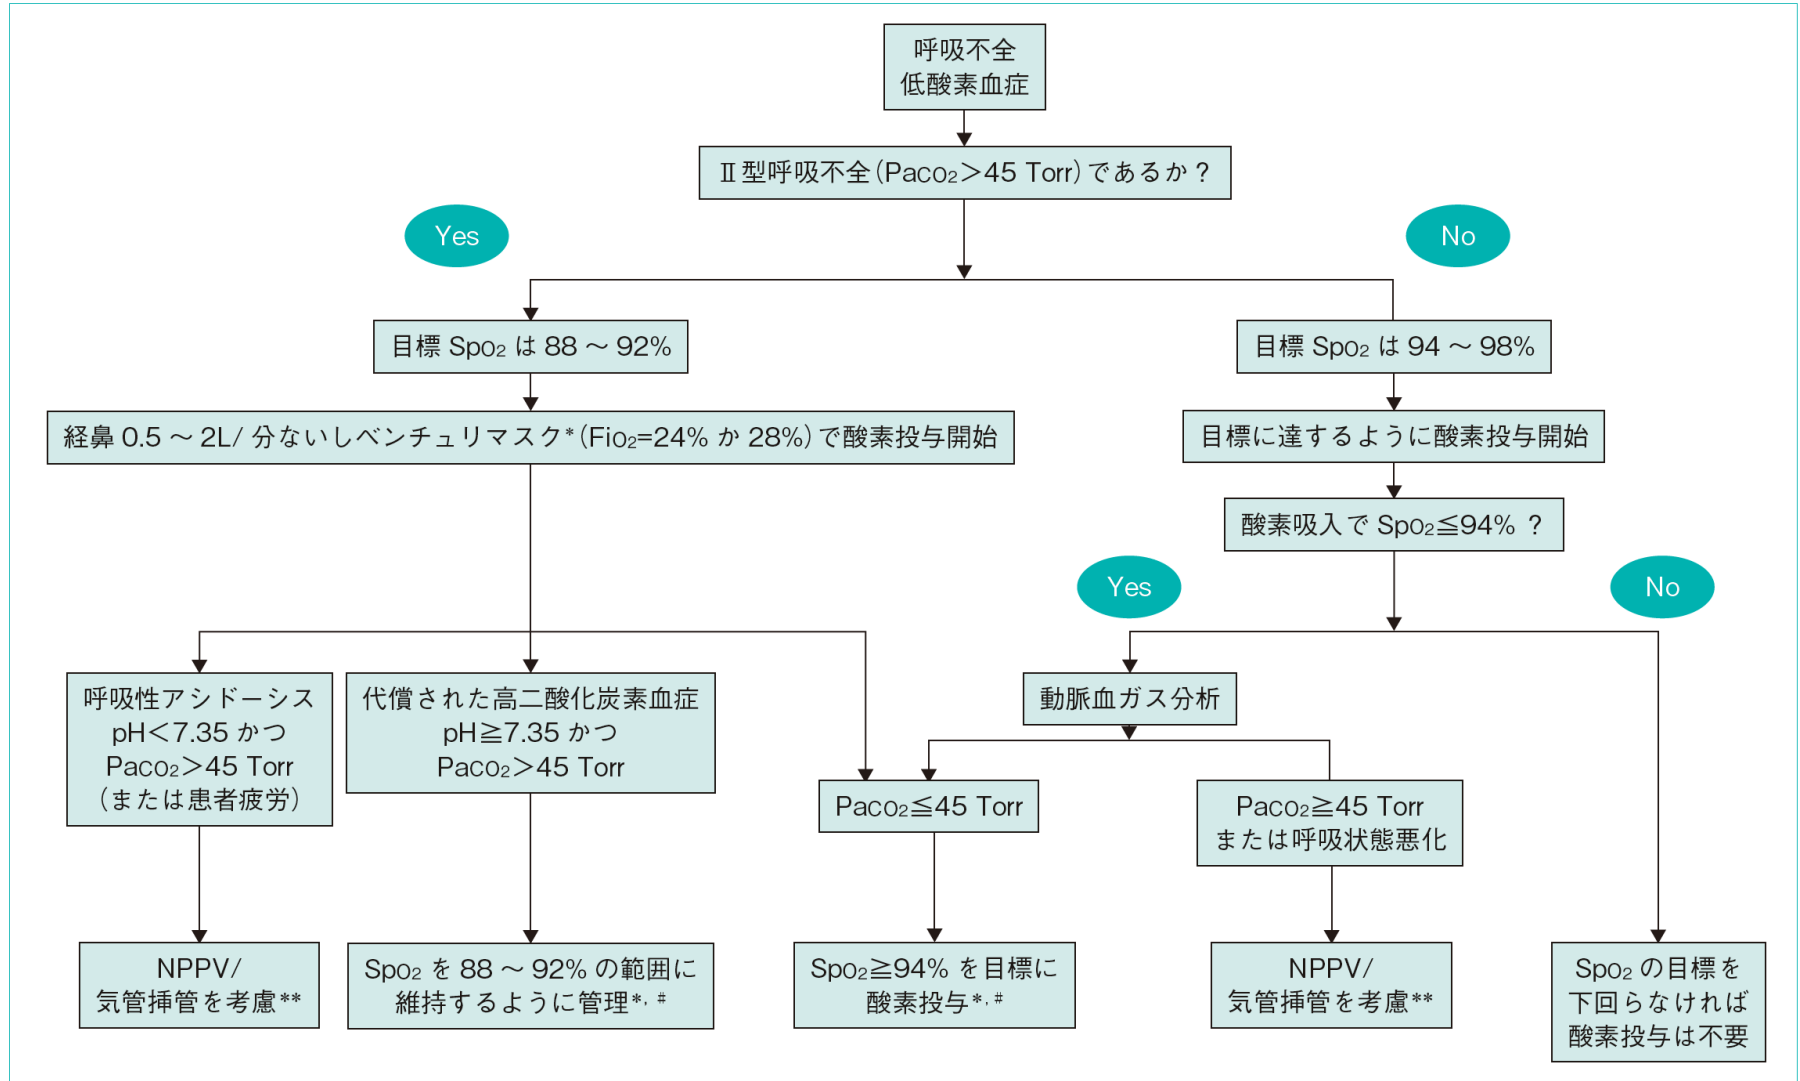 呼吸不全
低酸素血症
Ⅱ型呼吸不全(PaCO₂>45 Torr)であるか？
Yes
No
目標 SpO₂ は 88 〜 92%
目標 SpO₂ は 94 〜 98%
経鼻 0.5 〜 2L/ 分ないしベンチュリマスク*(FiO₂=24% か 28%)で酸素投与開始
目標に達するように酸素投与開始
酸素吸入で SpO₂≦94% ？
Yes
No
呼吸性アシドーシス
pH<7.35 かつ
PaCO₂>45 Torr
(または患者疲労)
代償された高二酸化炭素血症
pH≧7.35 かつ
PaCO₂>45 Torr
動脈血ガス分析
PaCO₂≦45 Torr
PaCO₂≧45 Torr
または呼吸状態悪化
NPPV/
気管挿管を考慮**
SpO₂ を 88 〜 92% の範囲に
維持するように管理*, #
SpO₂≧94% を目標に
酸素投与*, #
NPPV/
気管挿管を考慮**
SpO₂ の目標を
下回らなければ
酸素投与は不要